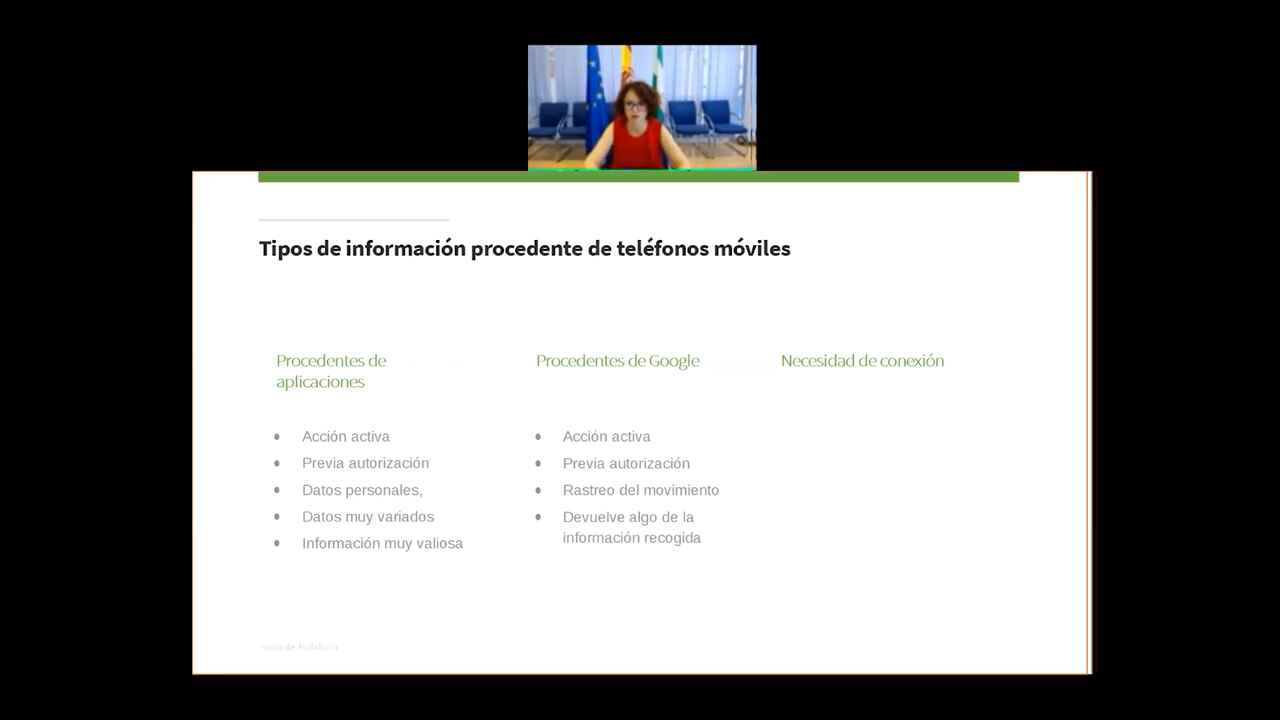 Tipos de información procedente de teléfonos móviles
Procedentes de
aplicaciones
Acción activa
Previa autorización
Datos personales,
Datos muy variados
Información muy valiosa
Procedentes de Google
Acción activa
Previa autorización
Rastreo del movimiento
Devuelve algo de la
información recogida
Necesidad de conexión
Junta de Andalucía